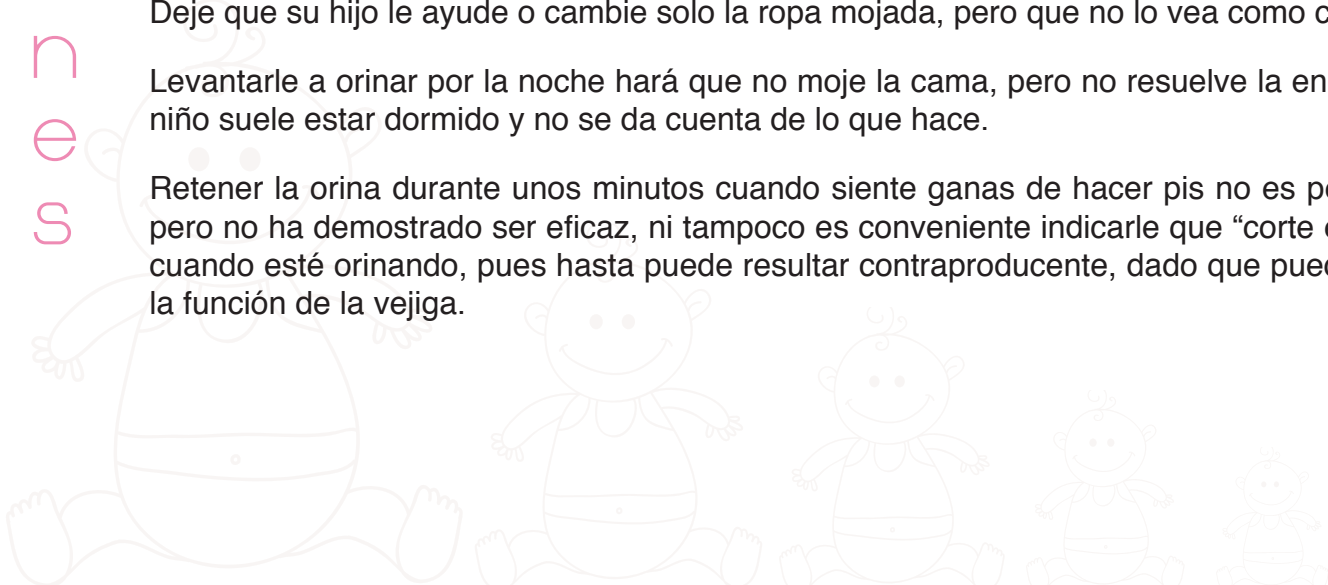 Deje que su hijo le ayude o cambie solo la ropa mojada, pero que no lo vea como
Levantarle a orinar por la noche hará que no moje la cama, pero no resuelve la
niño suele estar dormido y no se da cuenta de lo que hace.
Retener la orina durante unos minutos cuando siente ganas de hacer pis no es
pero no ha demostrado ser eficaz, ni tampoco es conveniente indicarle que “corte
cuando esté orinando, pues hasta puede resultar contraproducente, dado que
la función de la vejiga.
n
e
s